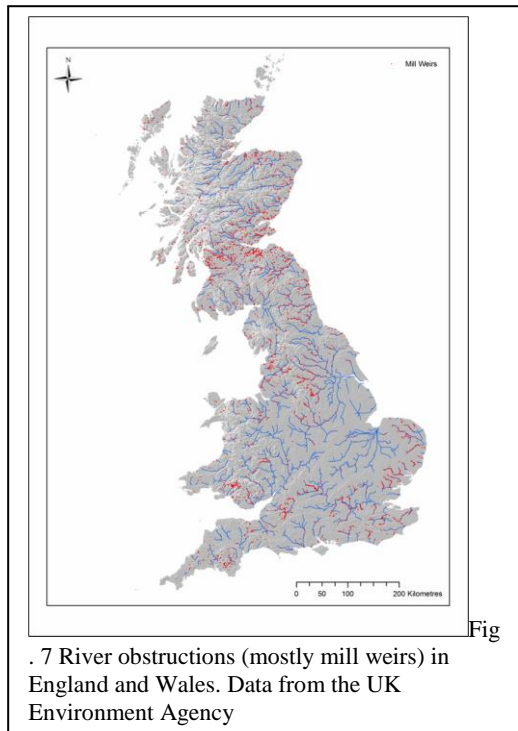 N
Mill Weirs
0 50 100 200 Kilometres
Fig
. 7 River obstructions (mostly mill weirs) in
England and Wales. Data from the UK
Environment Agency